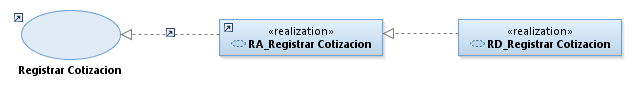 «realization»
RA_Registrar Cotizacion
«realization»
RD_Registrar Cotizacion
Registrar Cotizacion